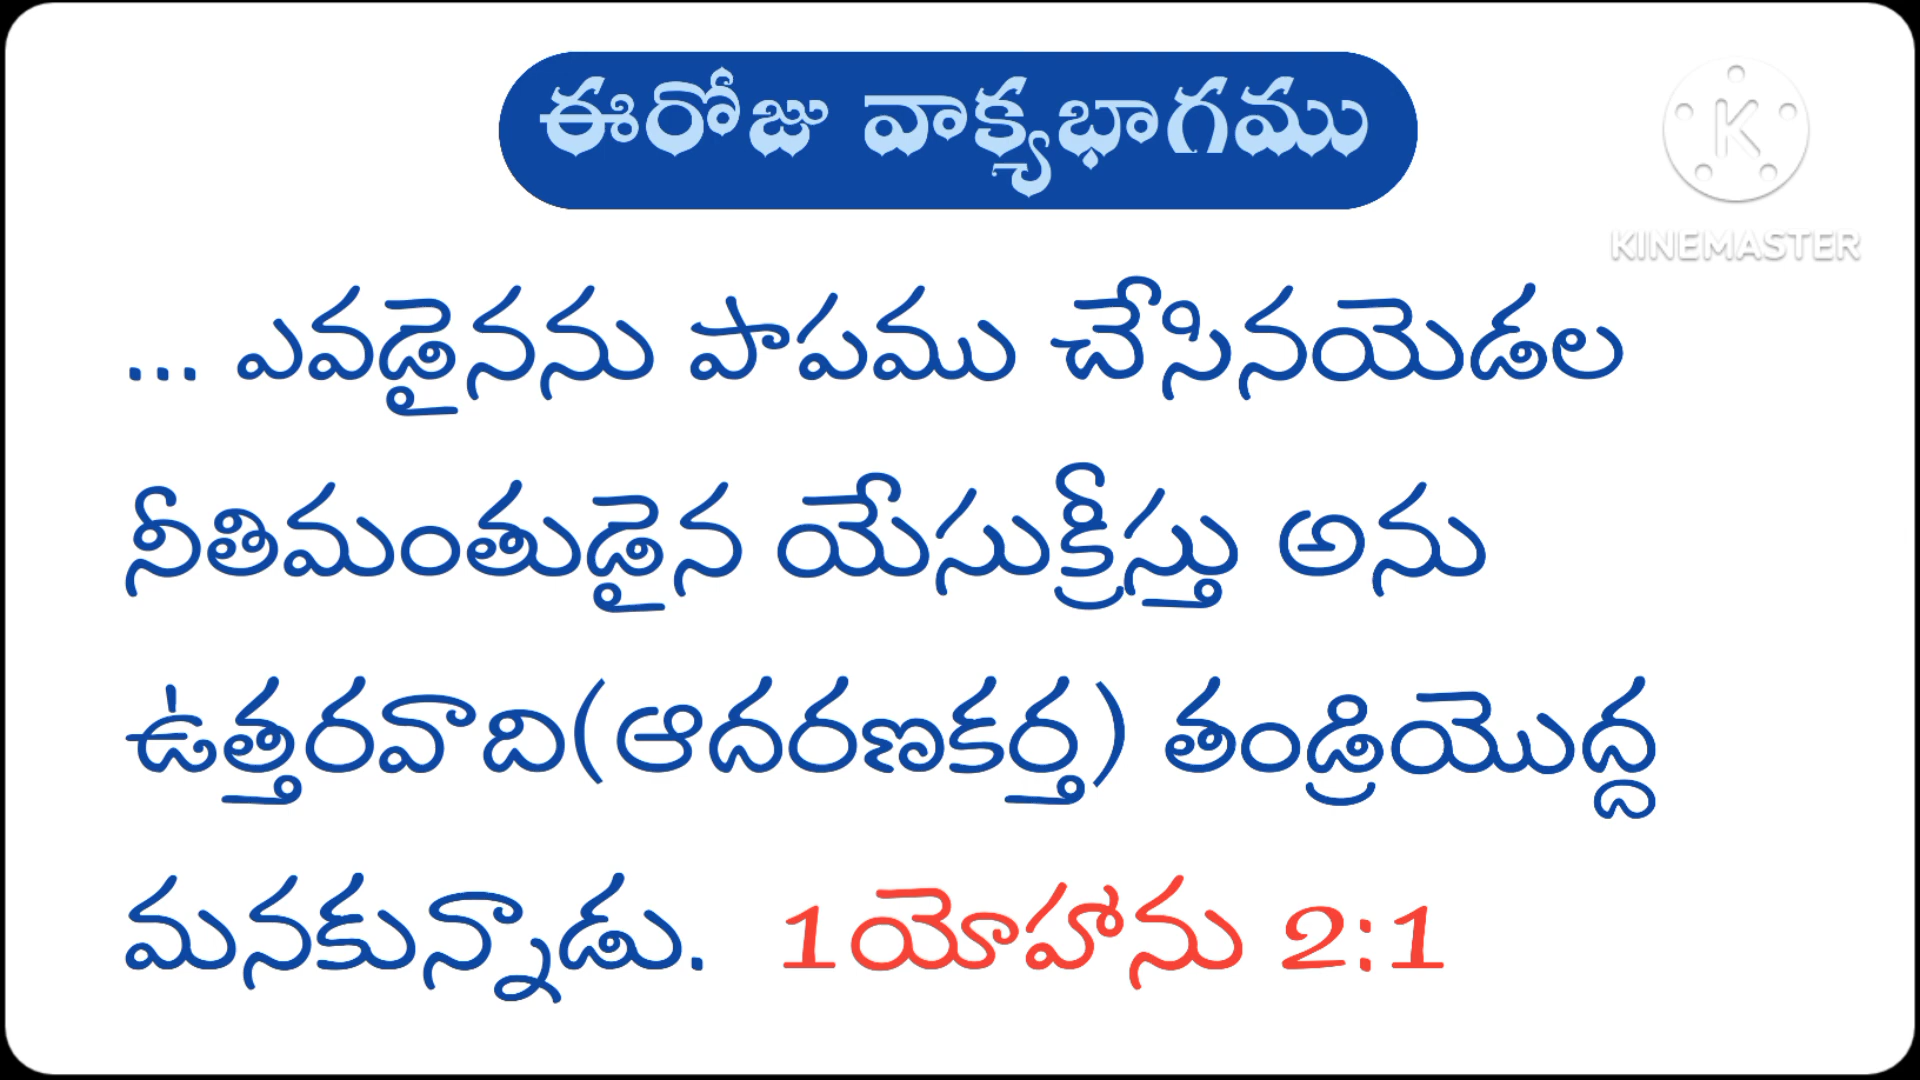 ఈరోజు వాక్యభాగము
KINEMASTER
... ఎవడైనను పాపము చేసినయెడల
నీతిమంతుడైన యేసుక్రీస్తు అను
ఉత్తరవాది(ఆదరణకర్త) తండ్రియొద్ద
మనకున్నాడు. 1యోహాను 2:1